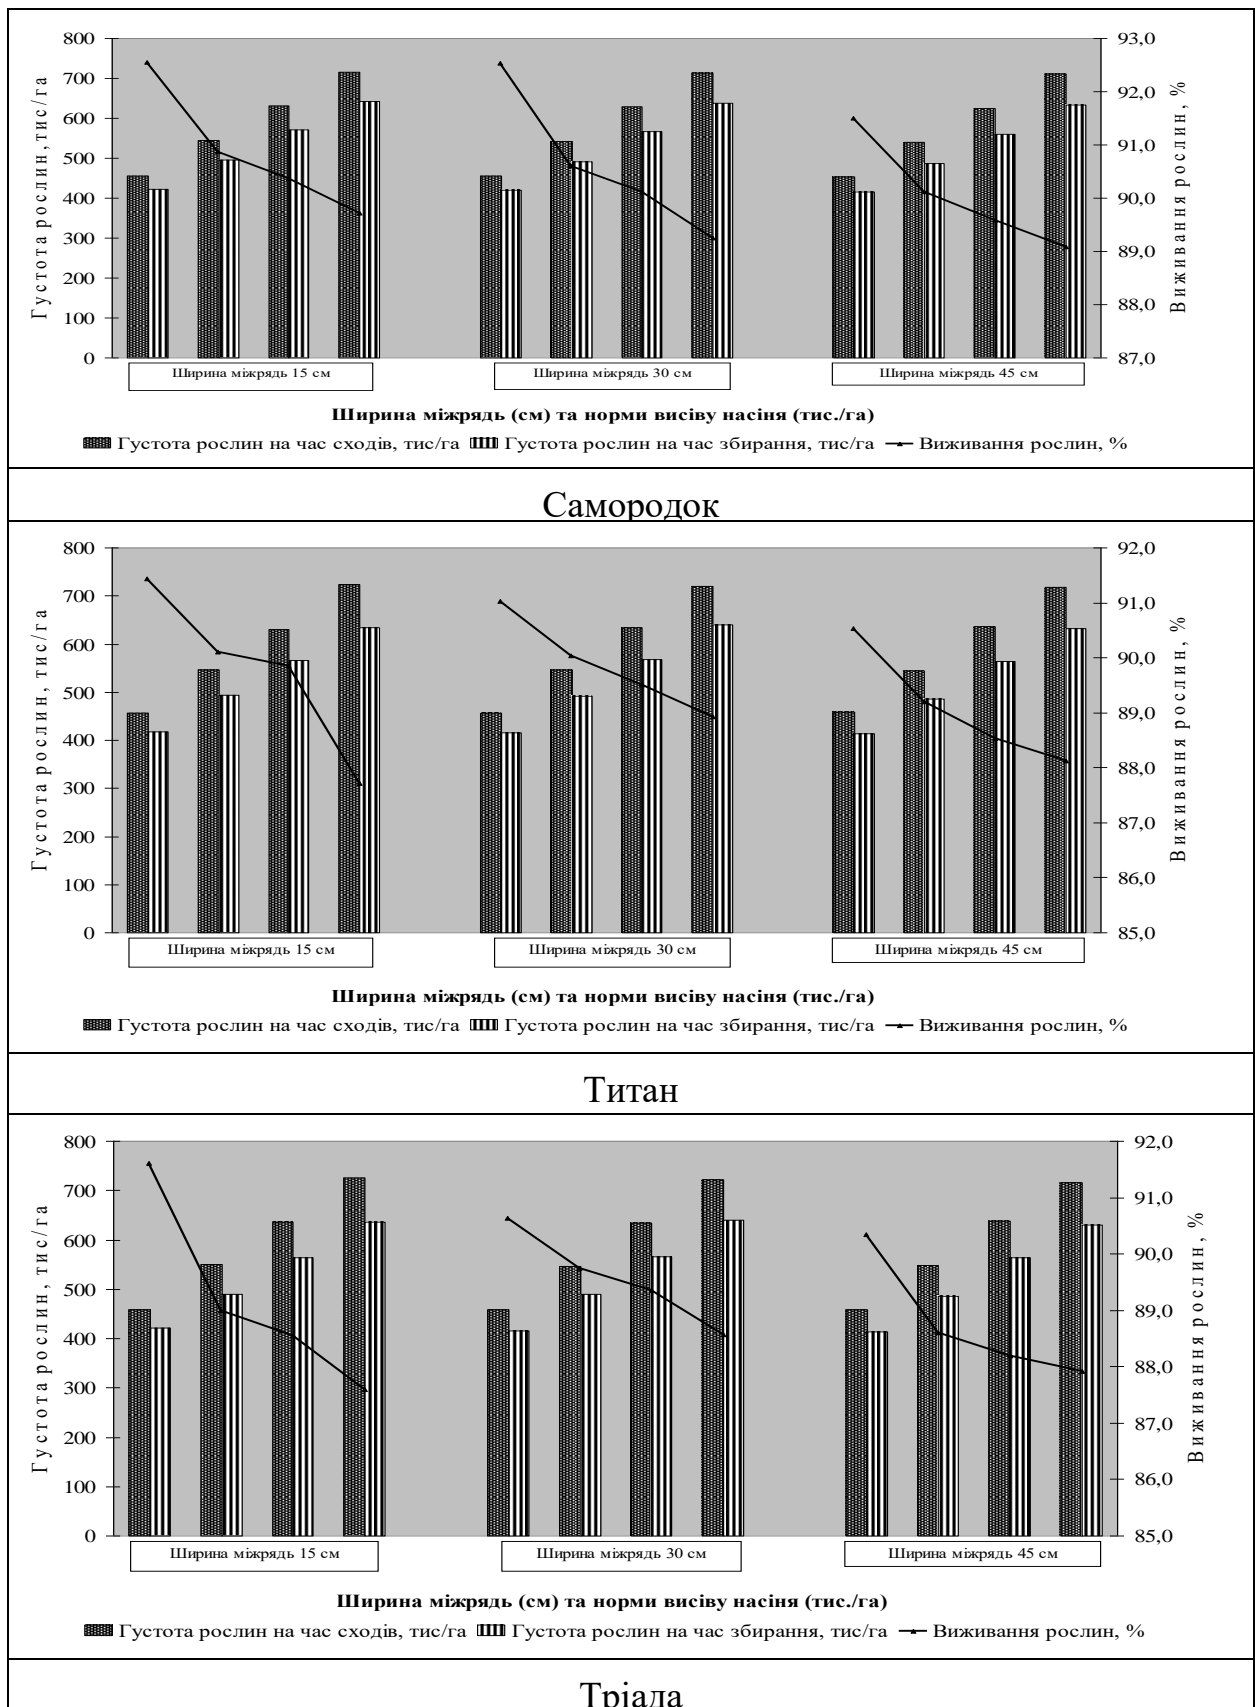 800
700
600
500
400
300
200
100
0
Густота рослин, тис/га
93,0
92,0
91,0
90,0
89,0
88,0
87,0
Виживання рослин, %
Ширина міжрядь 15 см
Ширина міжрядь 30 см
Ширина міжрядь 45 см
Ширина міжрядь (см) та норми висіву насіня (тис./га)
Густота рослин на час сходів, тис/га Густота рослин на час збирання, тис/га Виживання рослин, %
Самородок
800
700
600
500
400
300
200
100
0
Густота рослин, тис/га
92,0
91,0
90,0
89,0
88,0
87,0
86,0
85,0
Виживання рослин, %
Ширина міжрядь 15 см
Ширина міжрядь 30 см
Ширина міжрядь 45 см
Ширина міжрядь (см) та норми висіву насіня (тис./га)
Густота рослин на час сходів, тис/га Густота рослин на час збирання, тис/га Виживання рослин, %
Титан
800
700
600
500
400
300
200
100
0
Густота рослин, тис/га
92,0
91,0
90,0
89,0
88,0
87,0
86,0
85,0
Виживання рослин, %
Ширина міжрядь 15 см
Ширина міжрядь 30 см
Ширина міжрядь 45 см
Ширина міжрядь (см) та норми висіву насіня (тис./га)
Густота рослин на час сходів, тис/га Густота рослин на час збирання, тис/га Виживання рослин, %
Тріада